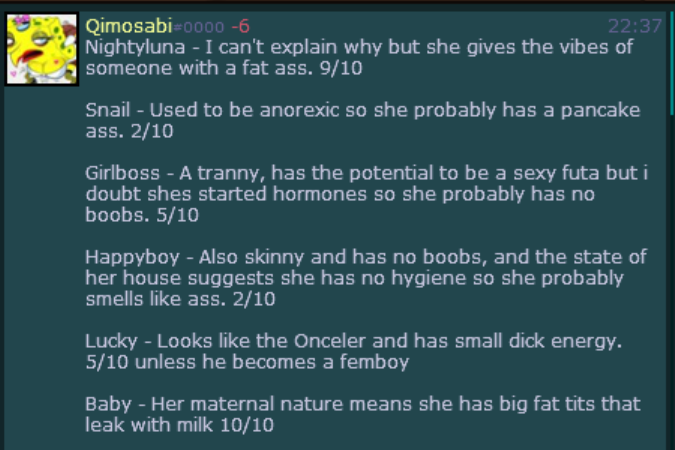 Qimosabi#0000 -6 22:37
Nightyluna - I can't explain why but she gives the vibes of
someone with a fat ass. 9/10
Snail - Used to be anorexic so she probably has a pancake
ass. 2/10
Girlboss - A tranny, has the potential to be a sexy futa but i
doubt shes started hormones so she probably has no
boobs. 5/10
Happyboy - Also skinny and has no boobs, and the state of
her house suggests she has no hygiene so she probably
smells like ass. 2/10
Lucky - Looks like the Onceler and has small dick energy.
5/10 unless he becomes a femboy
Baby - Her maternal nature means she has big fat tits that
leak with milk 10/10